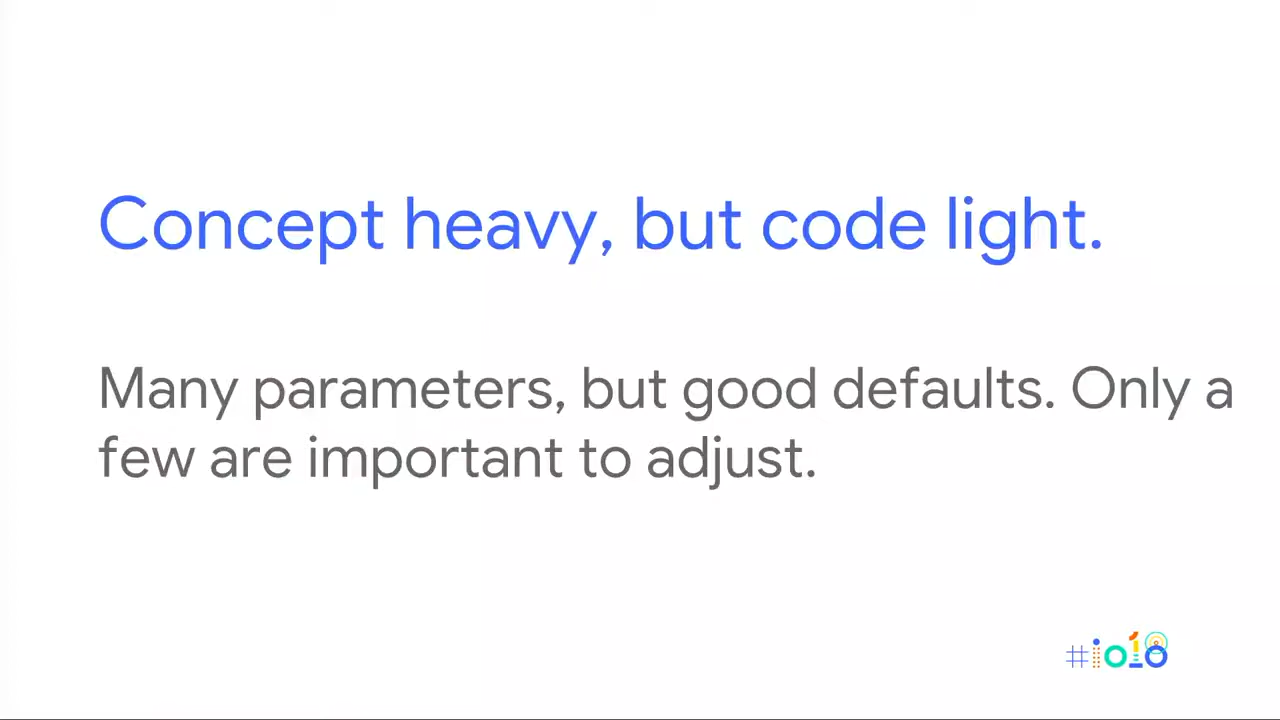 Concept heavy, but code light.
Many parameters, but good defaults. Only a
few are important to adjust.
#io18